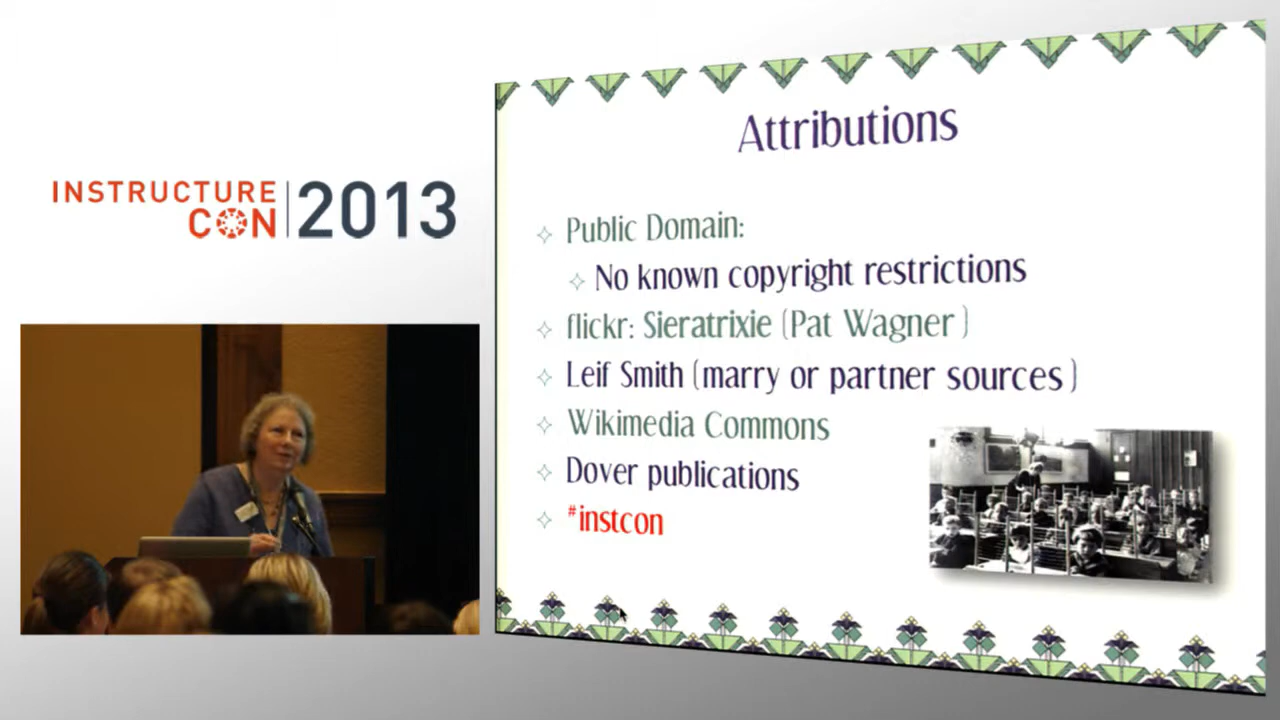 INSTRUCTURE
CON 2013
Attributions
Public Domain:
No known copyright restrictions
flickr: Sieratrixie (Pat Wagner )
Leif Smith (marry or partner sources )
Wikimedia Commons
Dover publications
#instcon